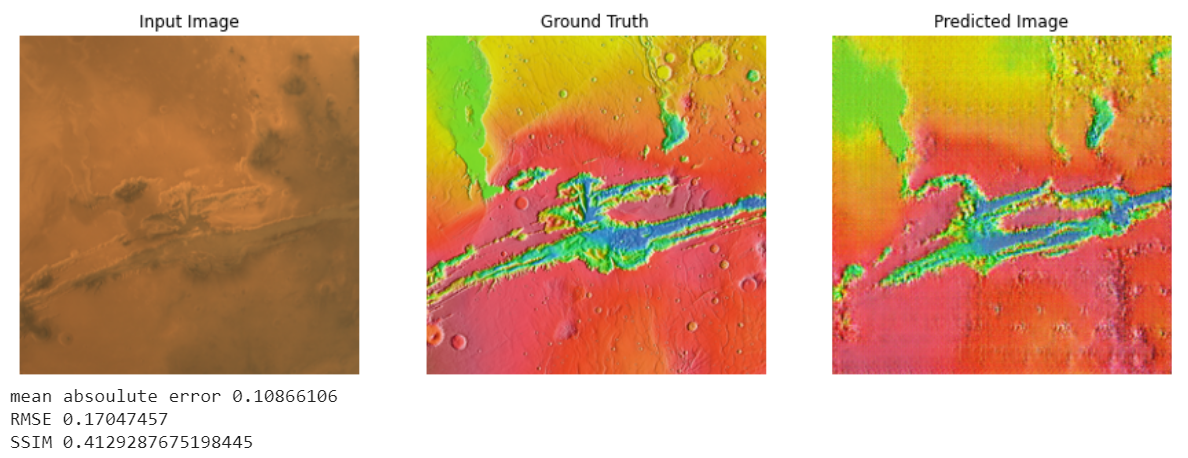 Input Image
Ground Truth
Predicted Image
mean absoulute error 0.10866106
RMSE 0.17047457
SSIM 0.4129287675198445